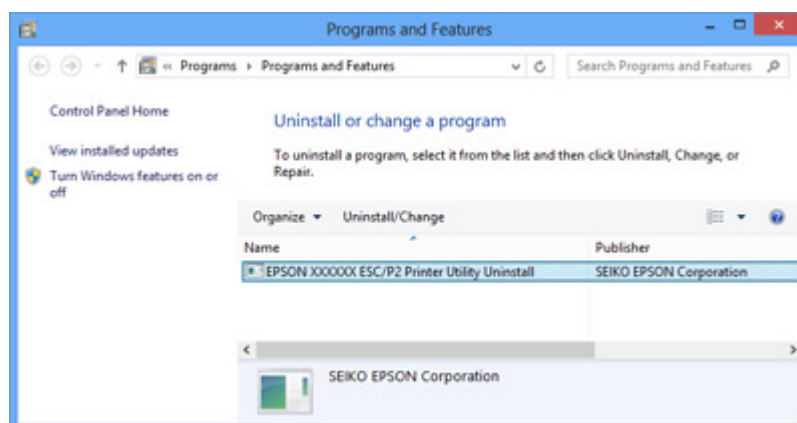 Programs and Features
« Programs ▸ Programs and Features
Search Programs and Features
Control Panel Home
View installed updates
Turn Windows features on or
off
Uninstall or change a program
To uninstall a program, select it from the list and then click Uninstall, Change, or
Repair.
Organize Uninstall/Change
Name Publisher
EPSON XXXXXX ESC/P2 Printer Utility Uninstall SEIKO EPSON Corporation
SEIKO EPSON Corporation